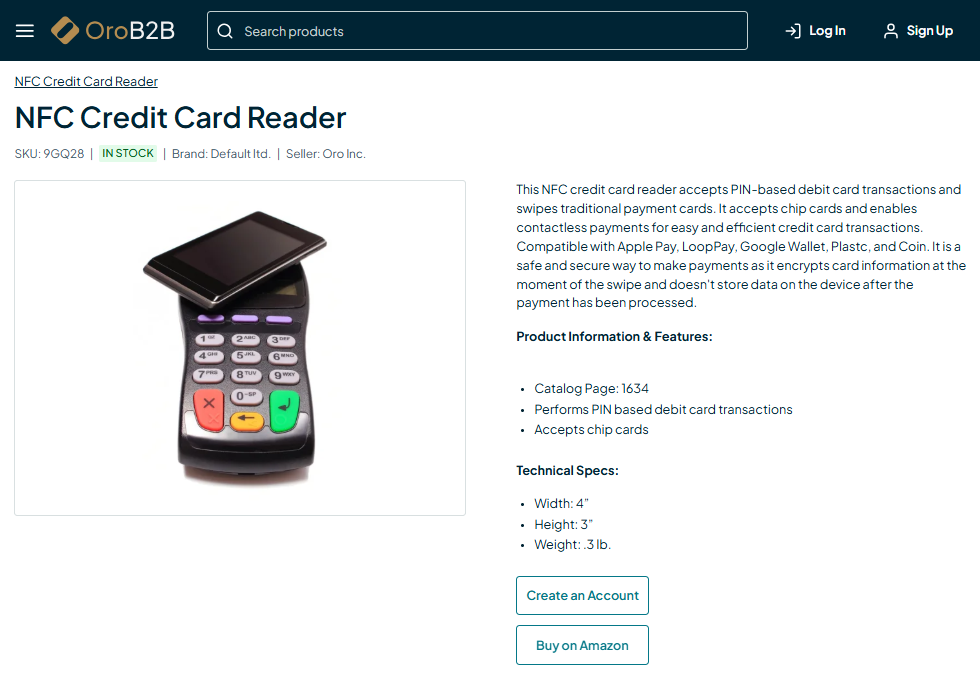 OroB2B
Search products
Log In
Sign Up
NFC Credit Card Reader
NFC Credit Card Reader
SKU: 9GQ28 | IN STOCK | Brand: Default ltd. | Seller: Oro Inc.
1 QZ 2 ABC 3 DEF
4 GHI 5 JKL 6 MNO
7 PRS 8 TUV 9 WXY
0 -SP
This NFC credit card reader accepts PIN-based debit card transactions and
swipes traditional payment cards. It accepts chip cards and enables
contactless payments for easy and efficient credit card transactions.
Compatible with Apple Pay, LoopPay, Google Wallet, Plastc, and Coin. It is a
safe and secure way to make payments as it encrypts card information at the
moment of the swipe and doesn't store data on the device after the
payment has been processed.
Product Information & Features:
• Catalog Page: 1634
• Performs PIN based debit card transactions
• Accepts chip cards
Technical Specs:
• Width: 4”
• Height: 3”
• Weight: .3 lb.
Create an Account
Buy on Amazon